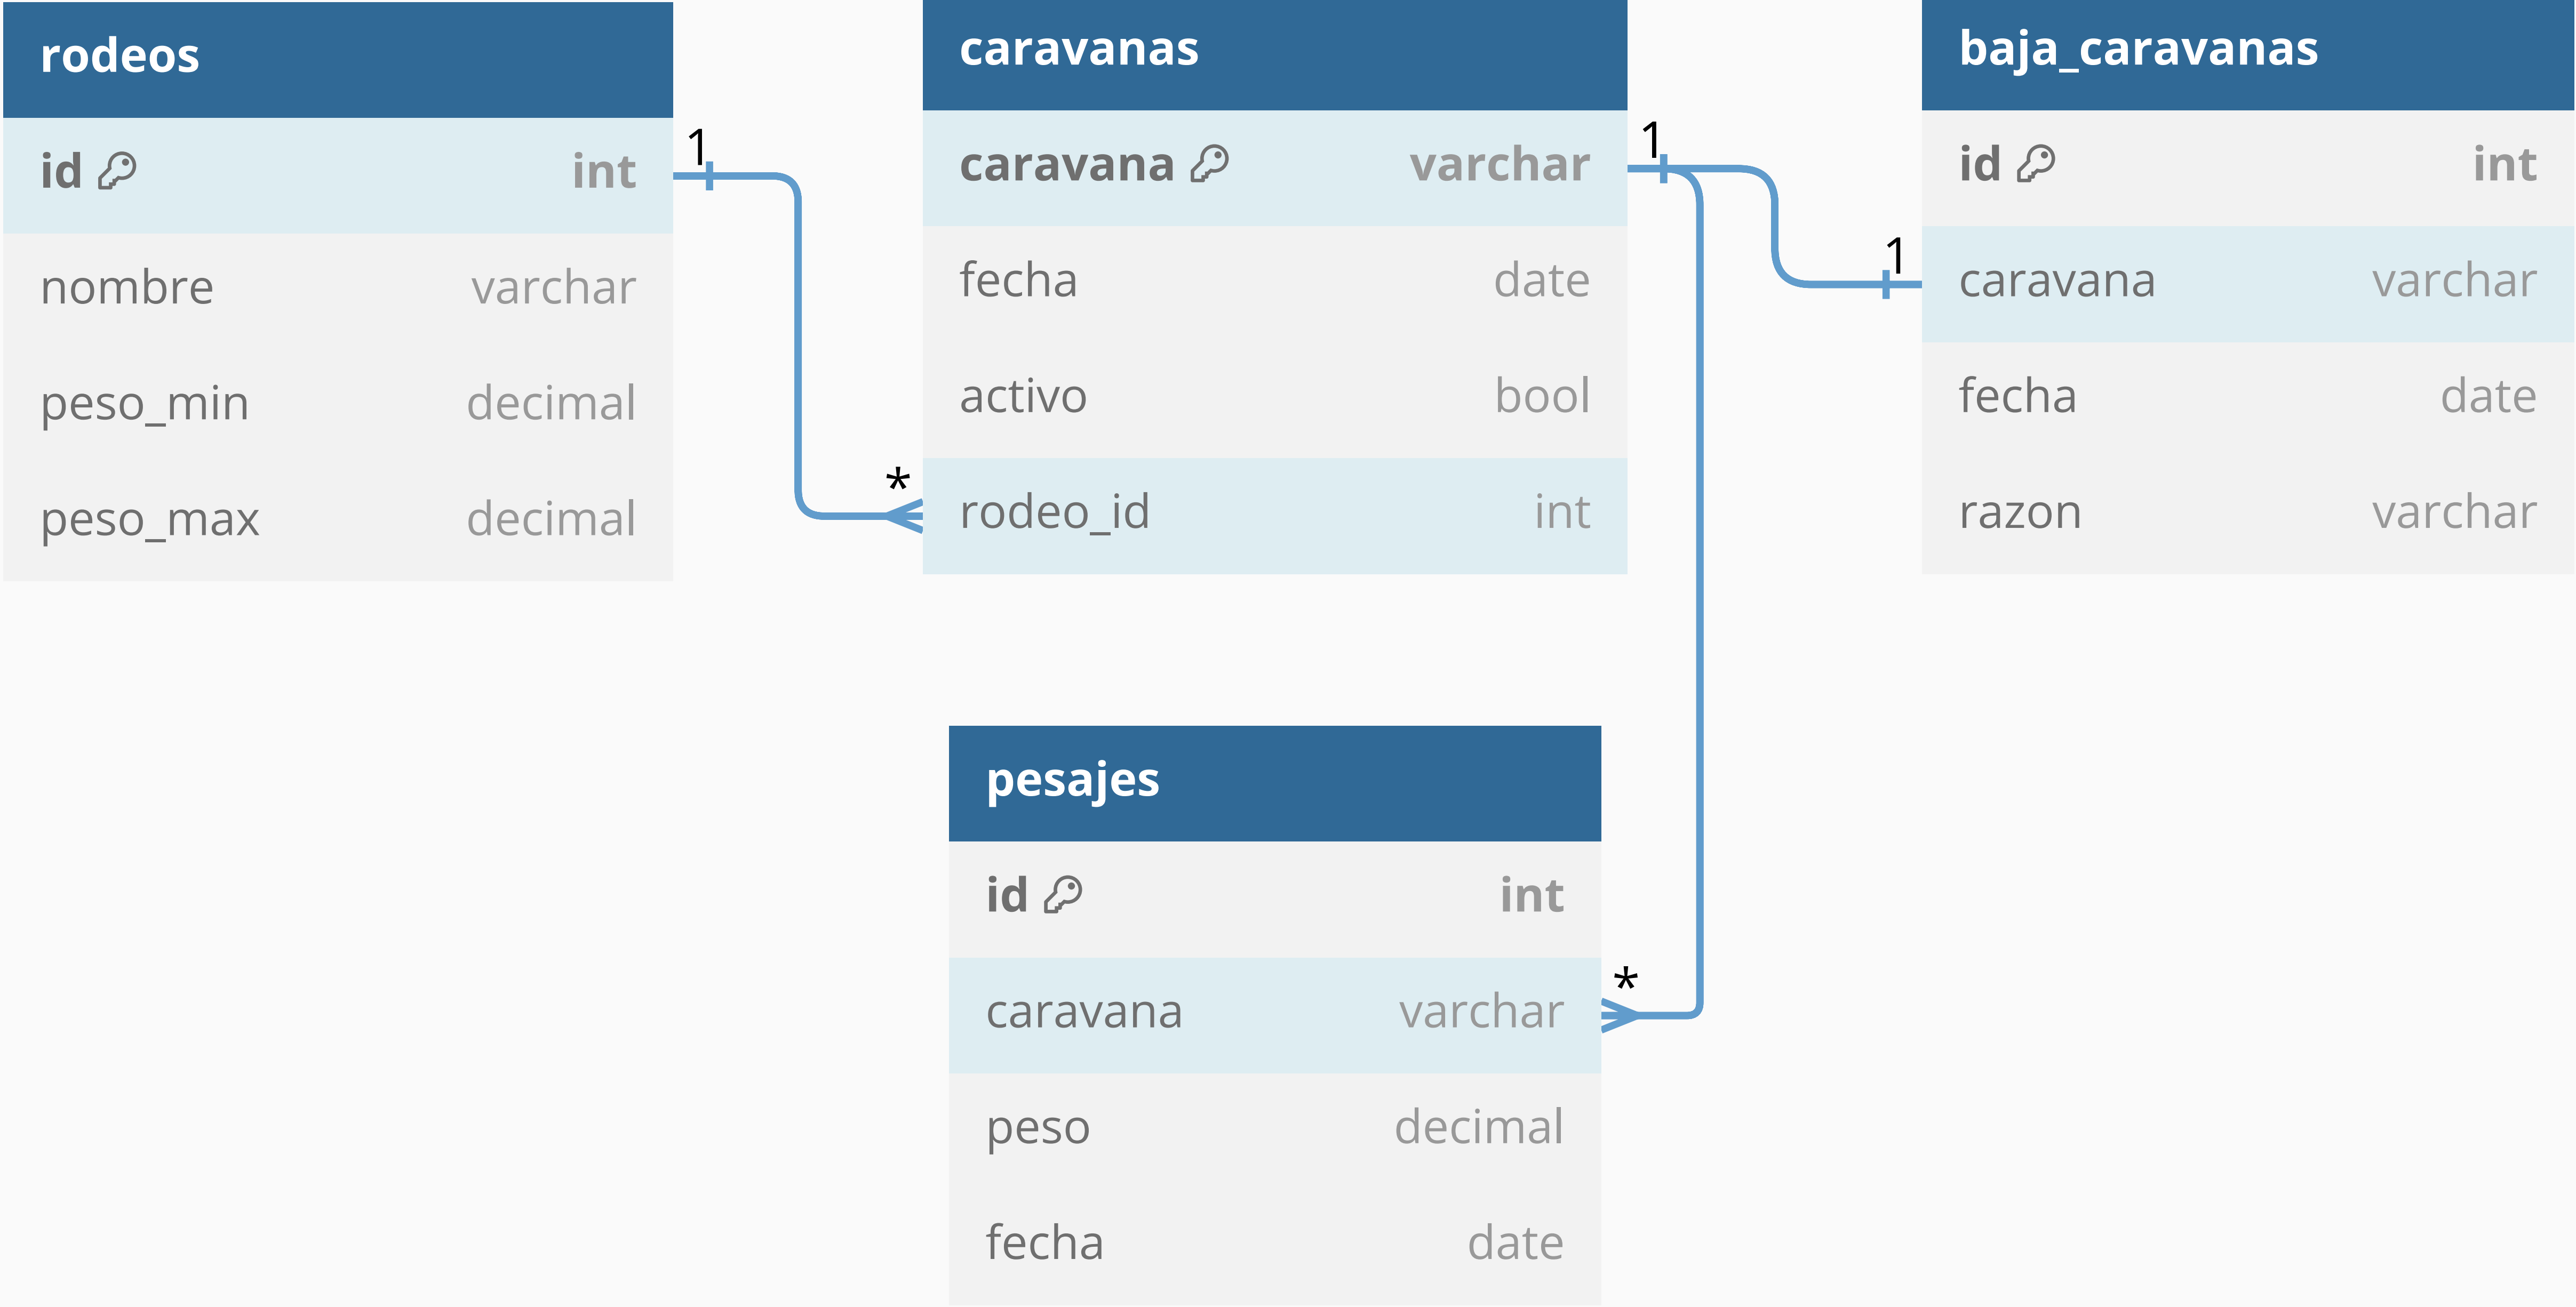 rodeos
id int
nombre varchar
peso_min decimal
peso_max decimal
1
*
caravanas
caravana varchar
fecha date
activo bool
rodeo_id int
1
1
*
baja_caravanas
id int
caravana varchar
fecha date
razon varchar
pesajes
id int
caravana varchar
peso decimal
fecha date